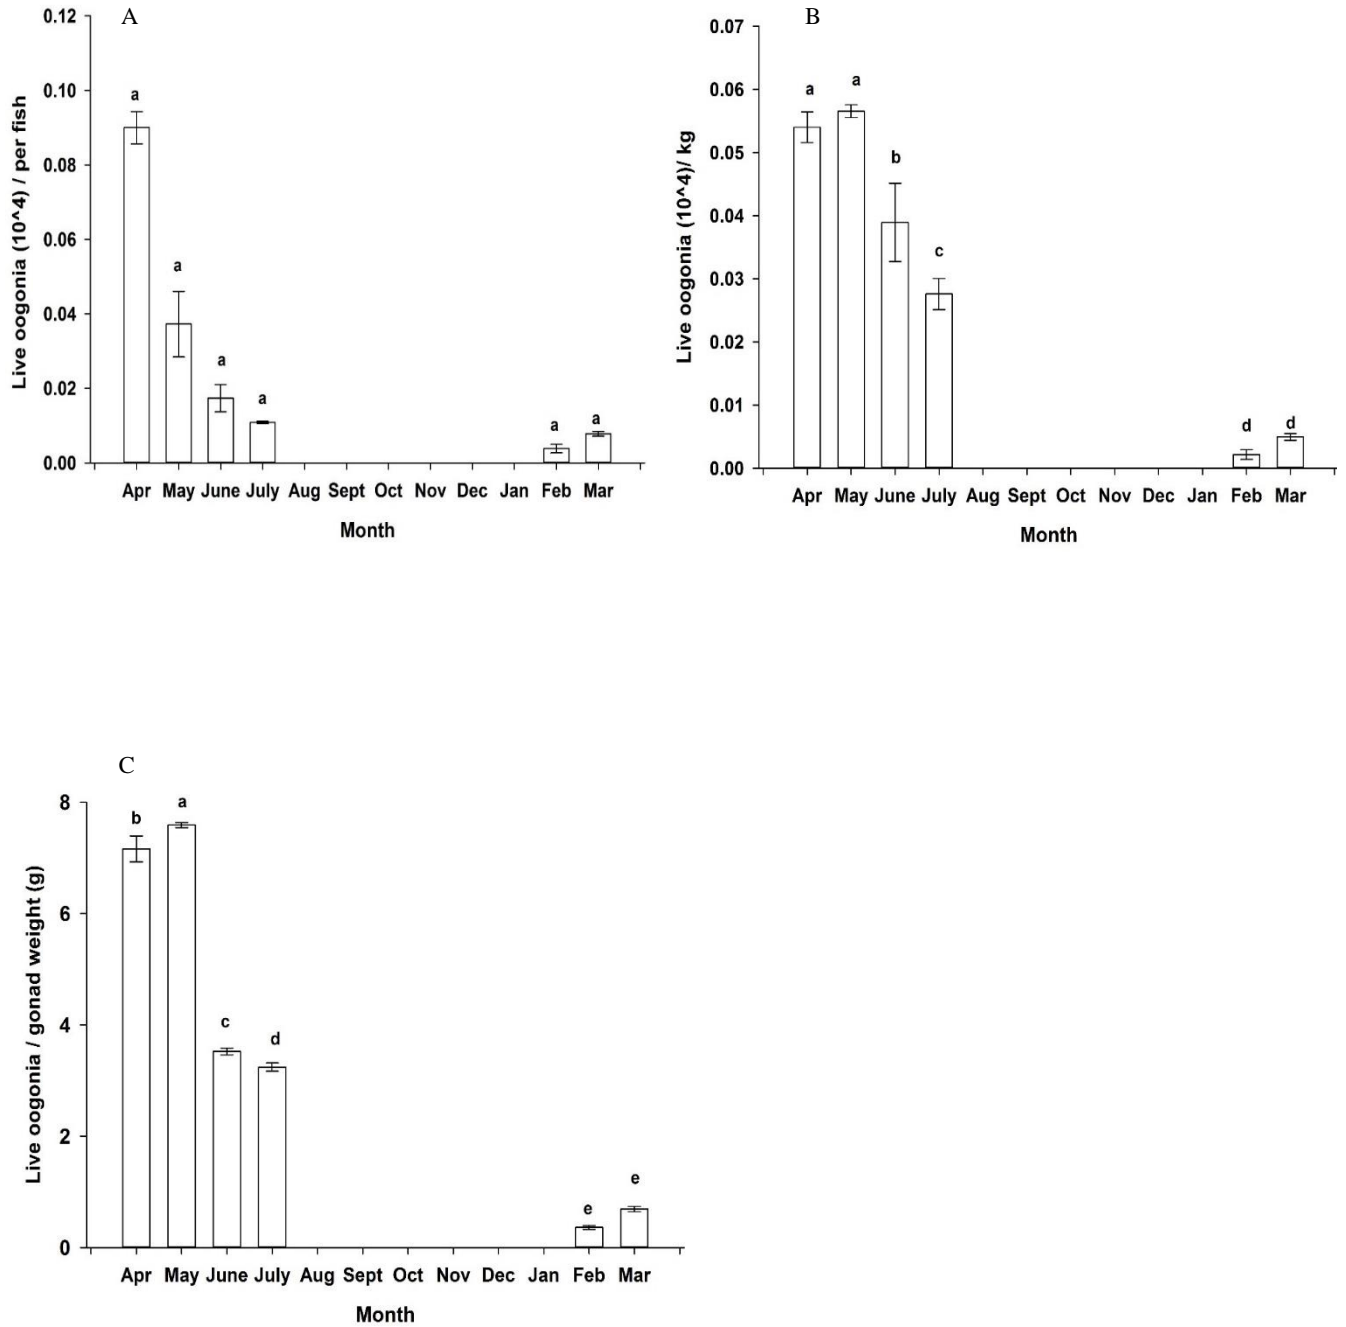 A
0.12
0.10
0.08
0.06
0.04
0.02
0.00
Live oogonia (10^4) / per fish
a
a
a
a
a
a
Apr May June July Aug Sept Oct Nov Dec Jan Feb Mar
Month
B
0.07
0.06
0.05
0.04
0.03
0.02
0.01
0.00
Live oogonia (10^4)/ kg
a
a
b
c
d
d
Apr May June July Aug Sept Oct Nov Dec Jan Feb Mar
Month
C
8
6
4
2
0
Live oogonia / gonad weight (g)
b
a
c
d
e
e
Apr May June July Aug Sept Oct Nov Dec Jan Feb Mar
Month